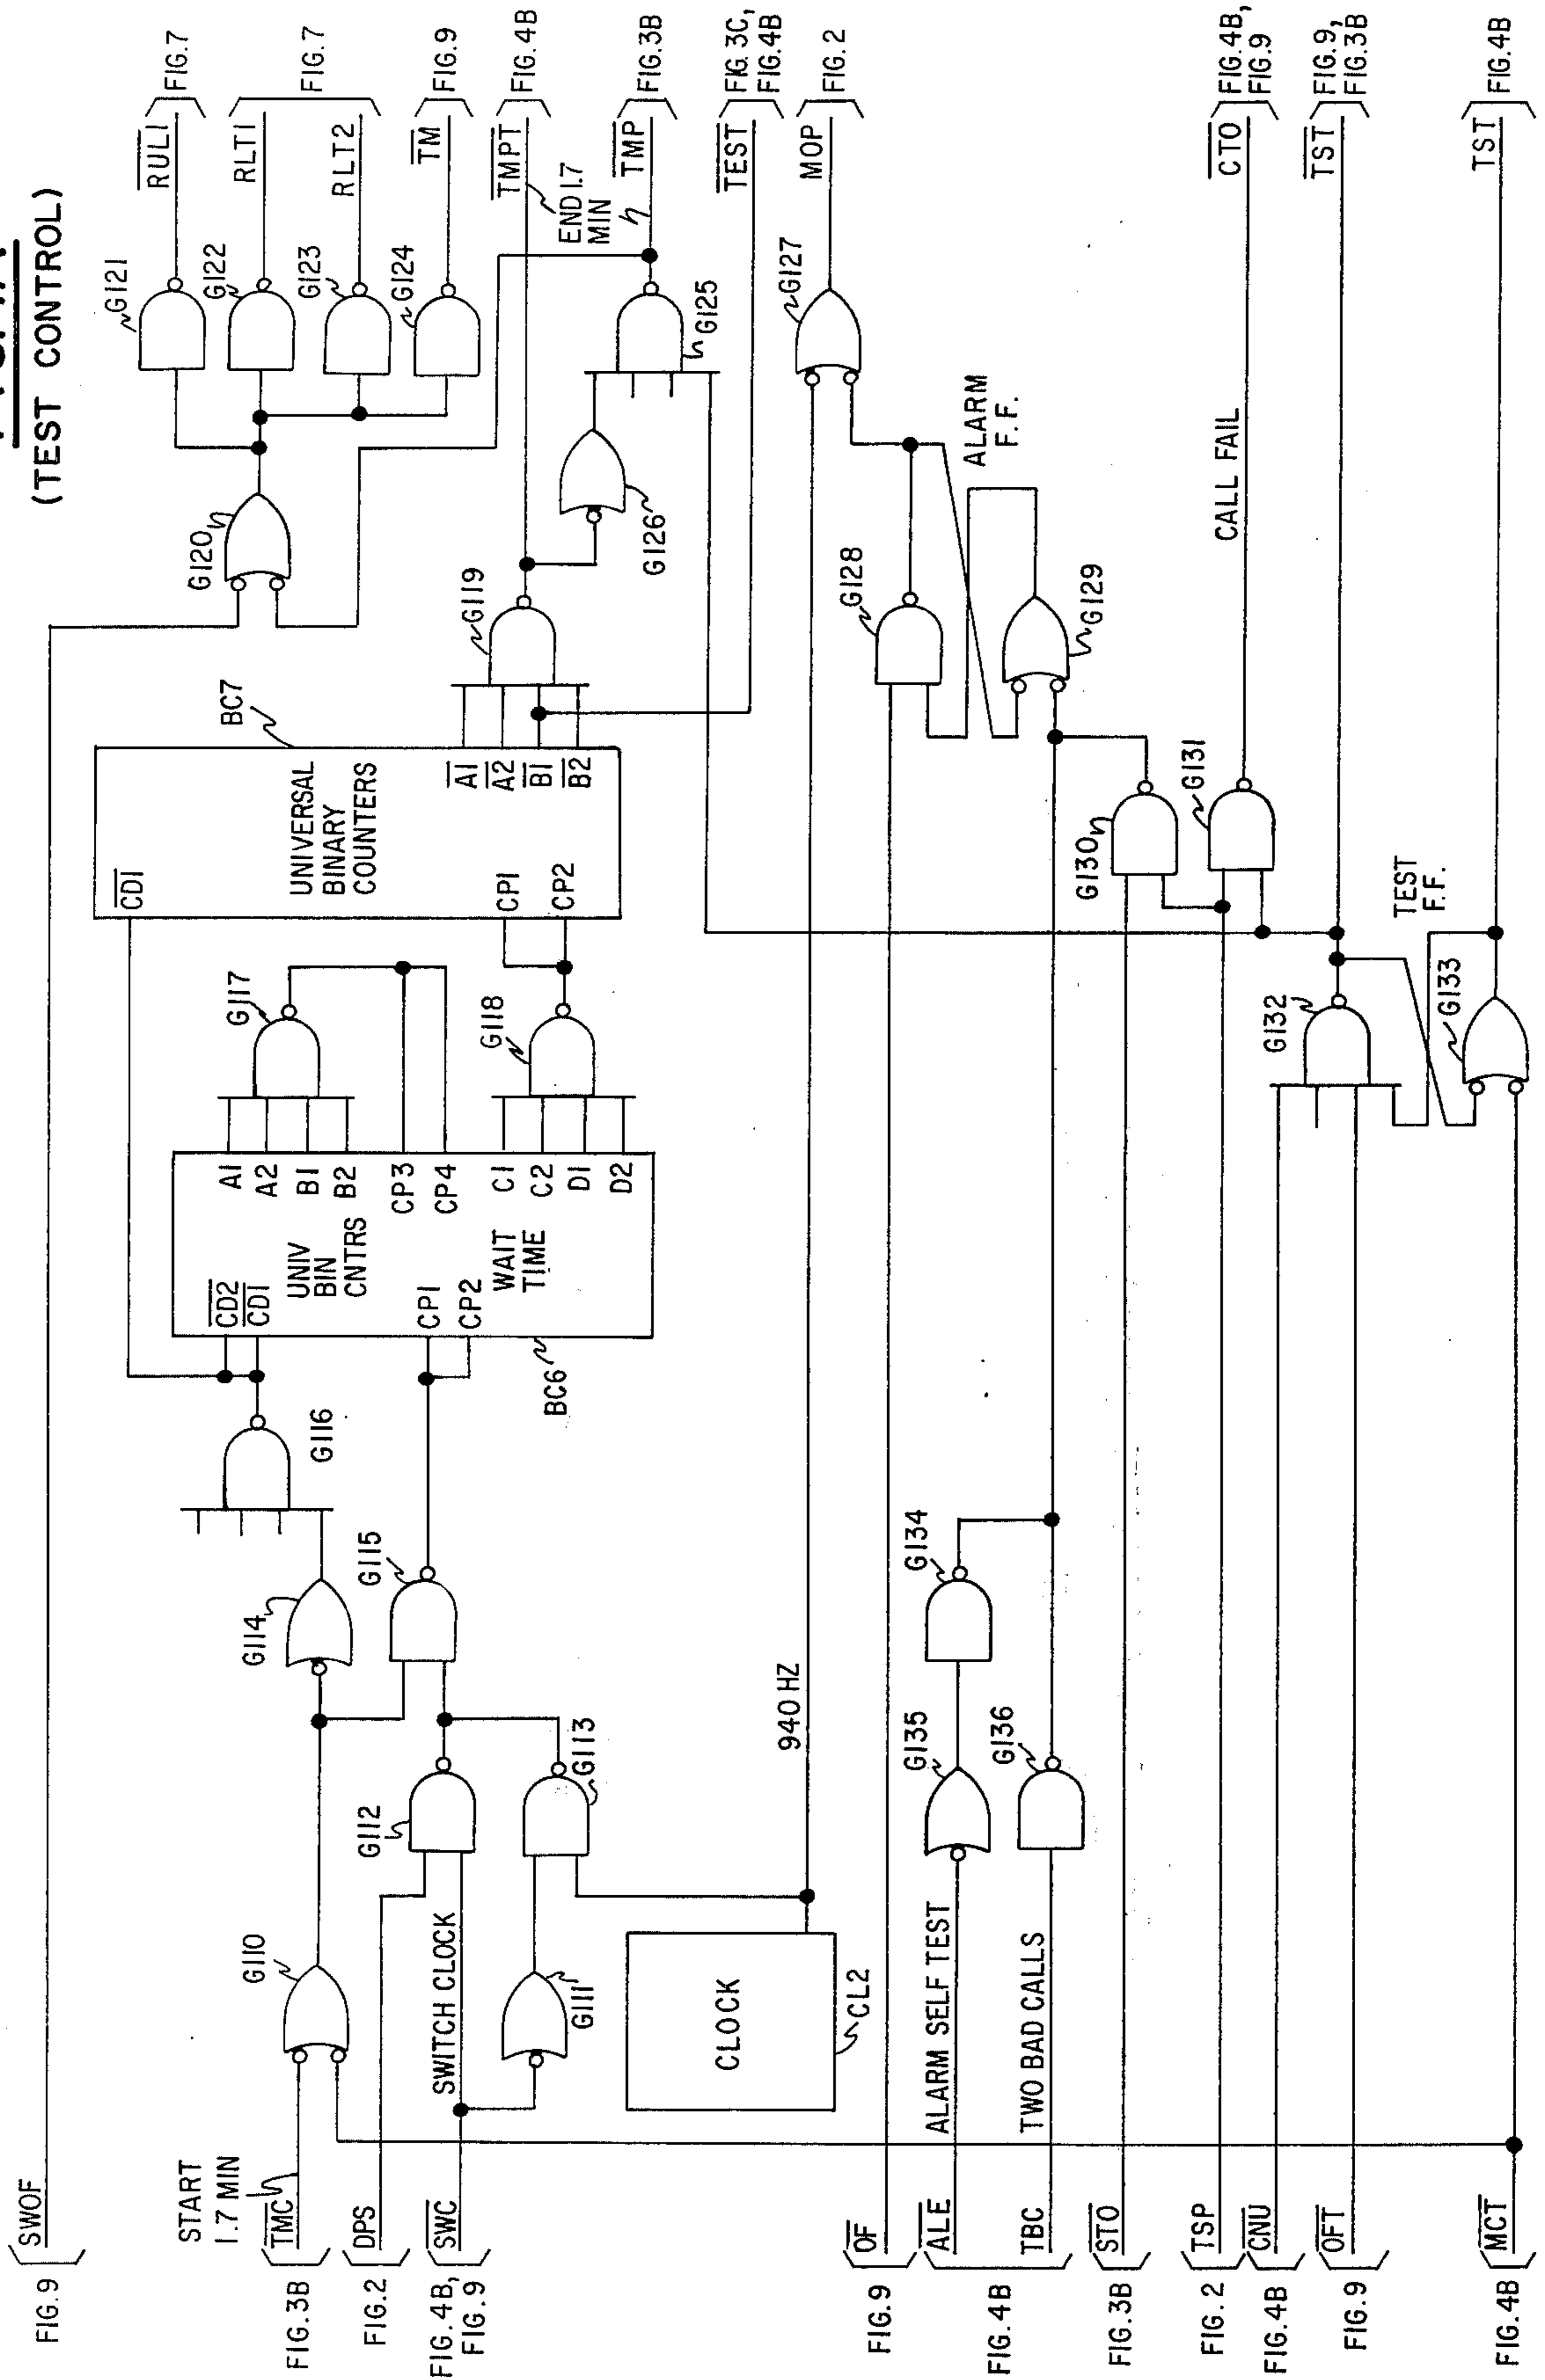 (TEST CONTROL)
FIG. 9
SWOF
START
1.7 MIN
FIG. 3B
TMC
FIG. 2
DPS
FIG. 4B,
FIG. 9
SWC
SWITCH CLOCK
G110
G111
G112
G113
G114
G115
G116
CLOCK
CL2
940 HZ
CD2
CD1
UNIV
BIN
CNTRS
CP1
CP2
WAIT
TIME
A1
A2
B1
B2
CP3
CP4
C1
C2
D1
D2
BC6
G117
G118
CD1
UNIVERSAL
BINARY
COUNTERS
CP1
CP2
A1
A2
B1
B2
BC7
G119
G120
G121
G122
G123
G124
G125
G126
RUL1
FIG. 7
RLT1
RLT2
FIG. 7
TM
FIG. 9
TMPT
FIG. 4B
END 1.7
MIN
TMP
FIG. 3B
TEST
FIG. 3C,
FIG. 4B
MOP
FIG. 2
G127
G128
G129
ALARM
F.F.
FIG. 9
OF
FIG. 4B
ALE
ALARM SELF TEST
TBC
TWO BAD CALLS
G134
G135
G136
FIG. 3B
STO
FIG. 2
TSP
FIG. 4B
CNU
FIG. 9
OFT
FIG. 4B
MCT
G130
G131
G132
G133
TEST
F.F.
CALL FAIL
CTO
FIG. 4B,
FIG. 9
TST
FIG. 9,
FIG. 3B
TST
FIG. 4B